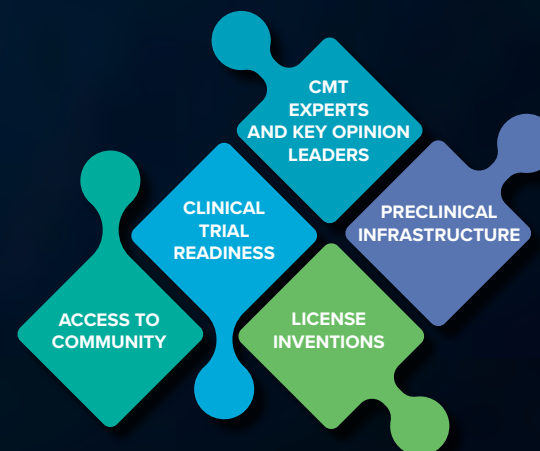 CMT
EXPERTS
AND KEY OPINION
LEADERS
CLINICAL
TRIAL
READINESS
PRECLINICAL
INFRASTRUCTURE
ACCESS TO
COMMUNITY
LICENSE
INVENTIONS